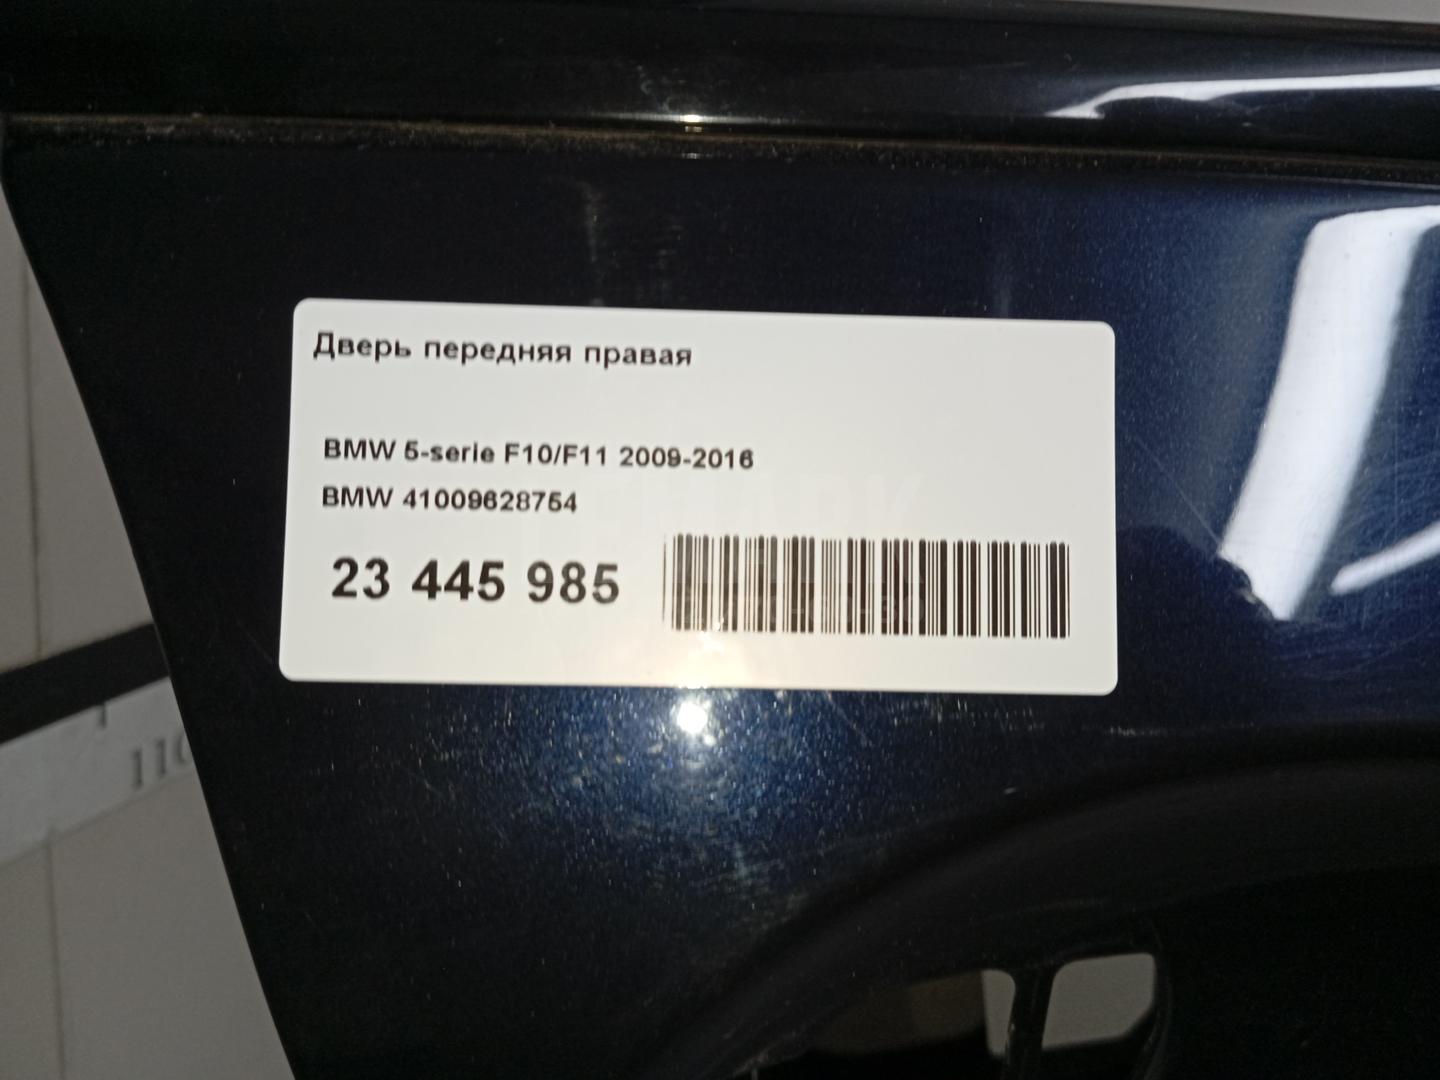 Дверь передняя правая
BMW 5-serie F10/F11 2009-2016
BMW 41009628754
23 445 985